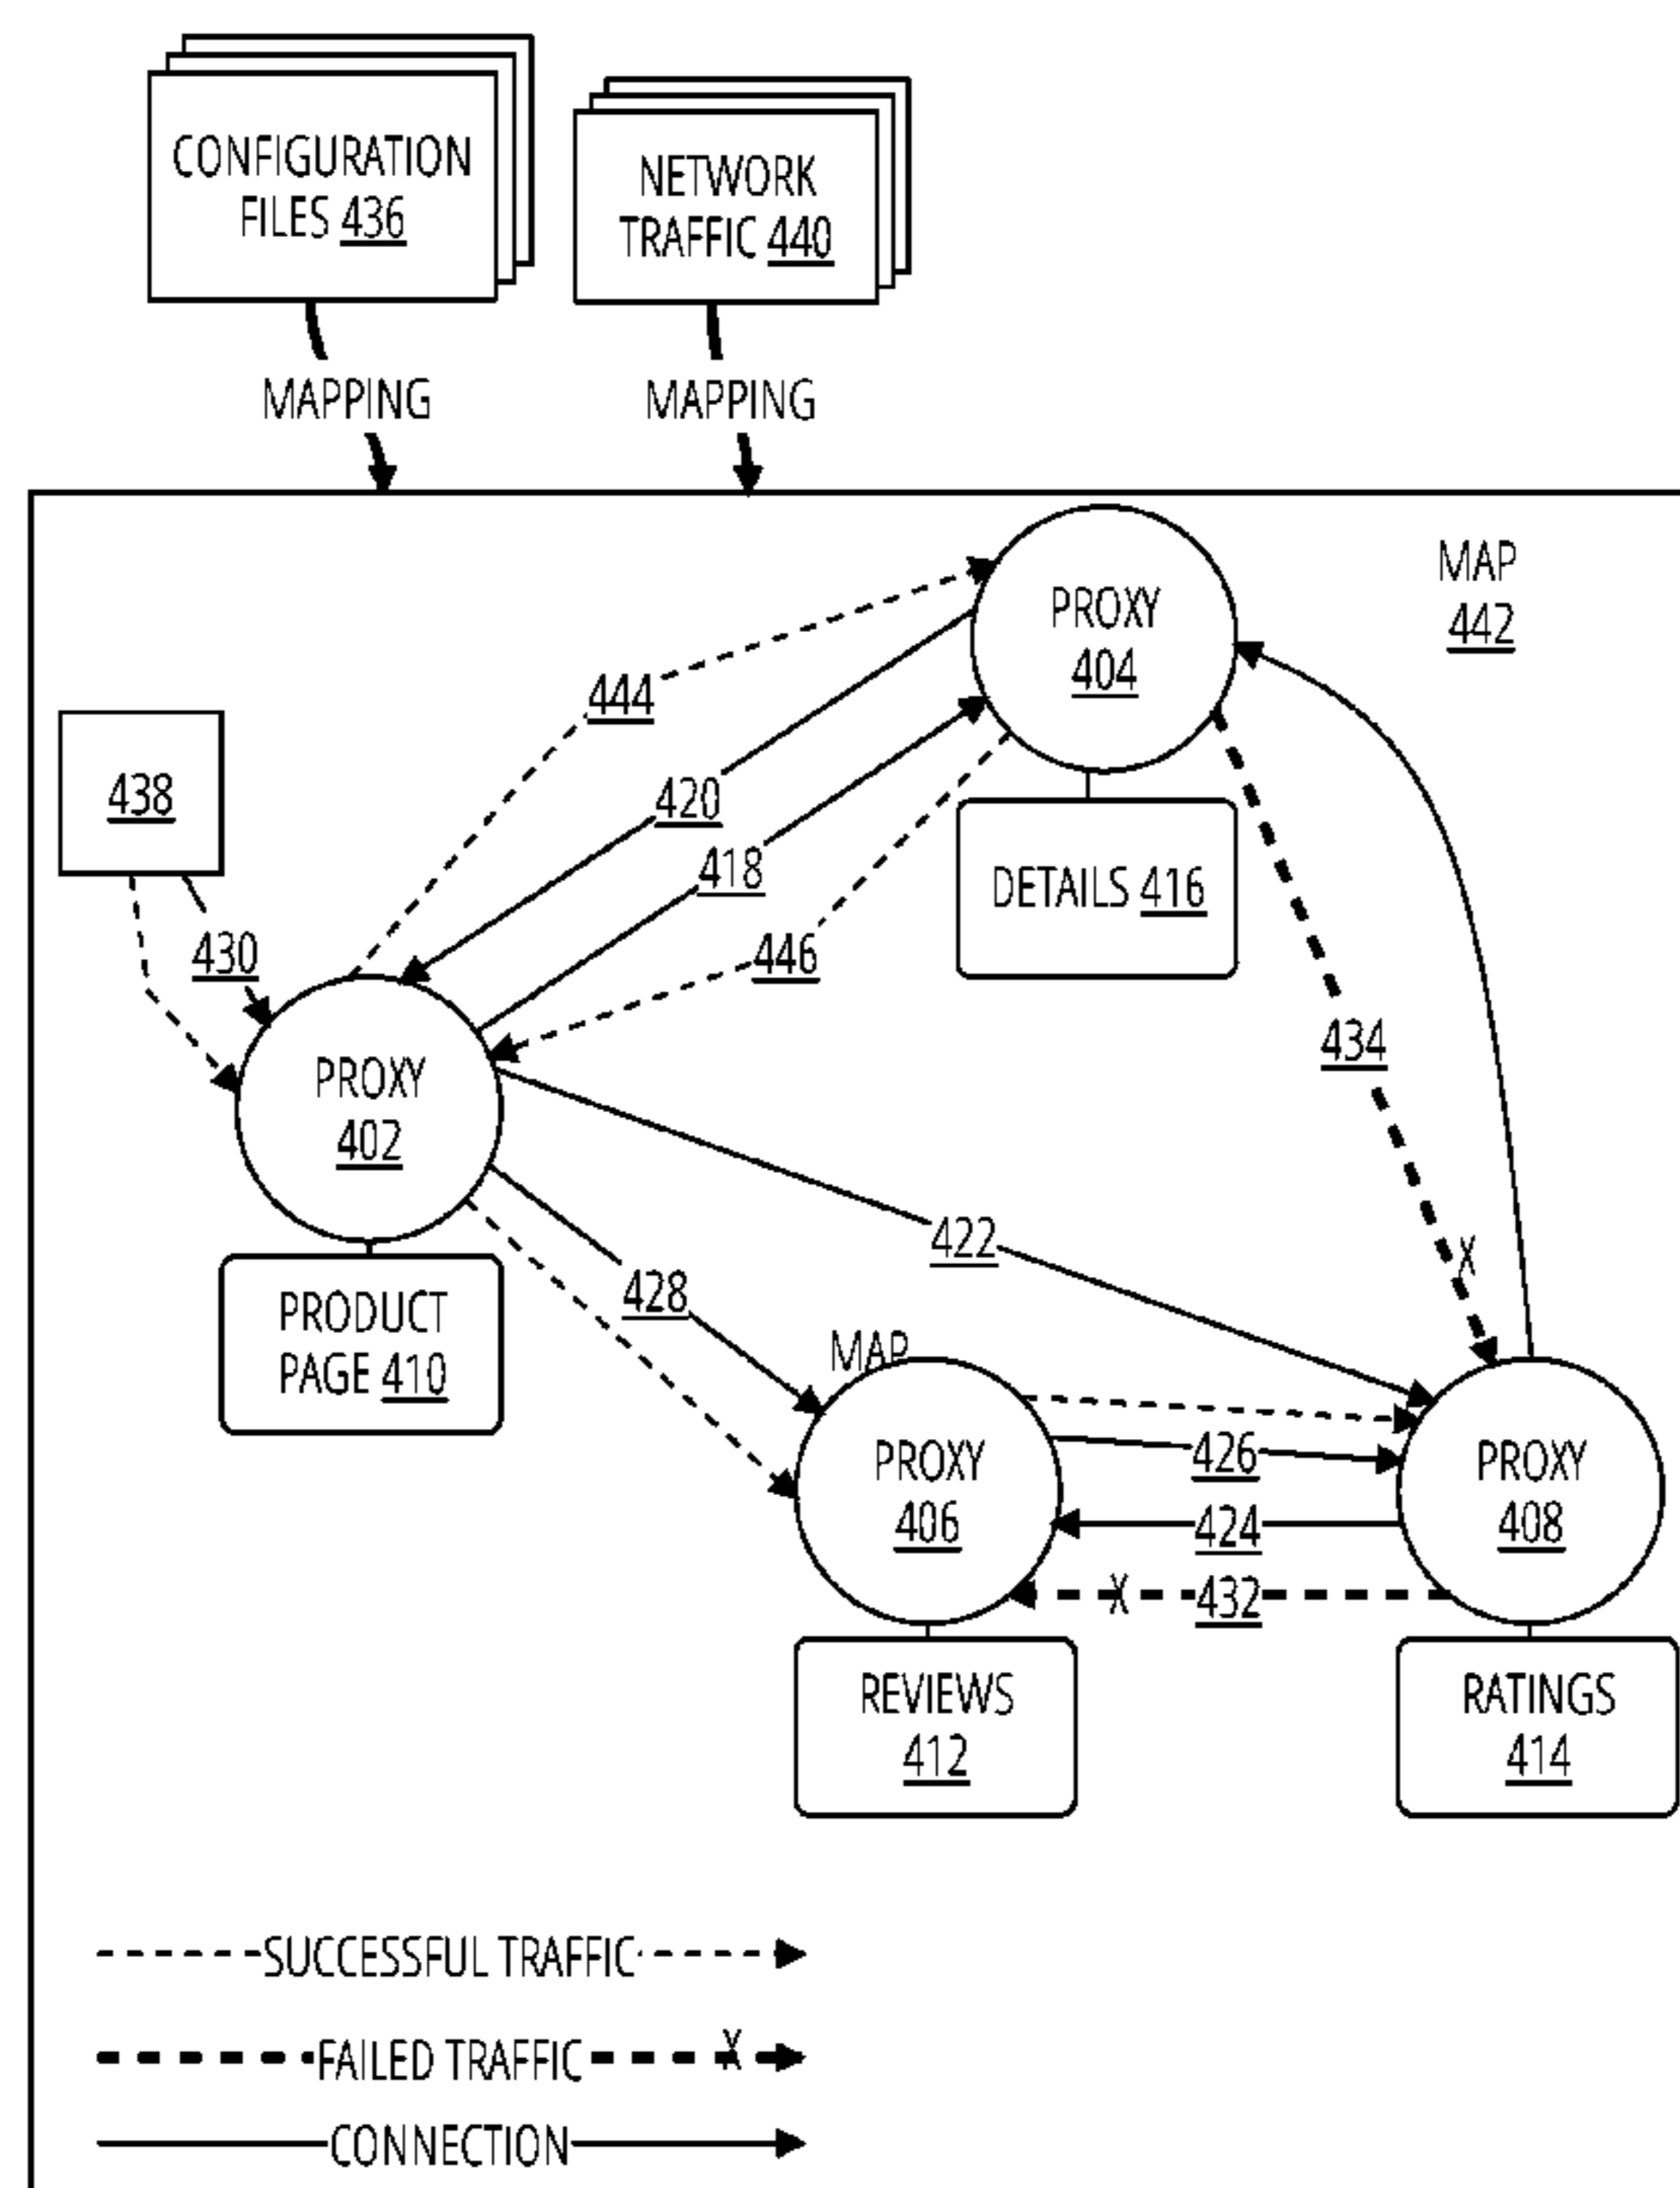 CONFIGURATION
FILES 436
NETWORK
TRAFFIC 440
MAPPING
MAPPING
MAP
442
PROXY
404
444
438
420
418
DETAILS 416
430
446
434
PROXY
402
X
422
428
PRODUCT
PAGE 410
MAP
PROXY
406
426
PROXY
408
424
X
432
REVIEWS
412
RATINGS
414
SUCCESSFUL TRAFFIC
FAILED TRAFFIC X
CONNECTION